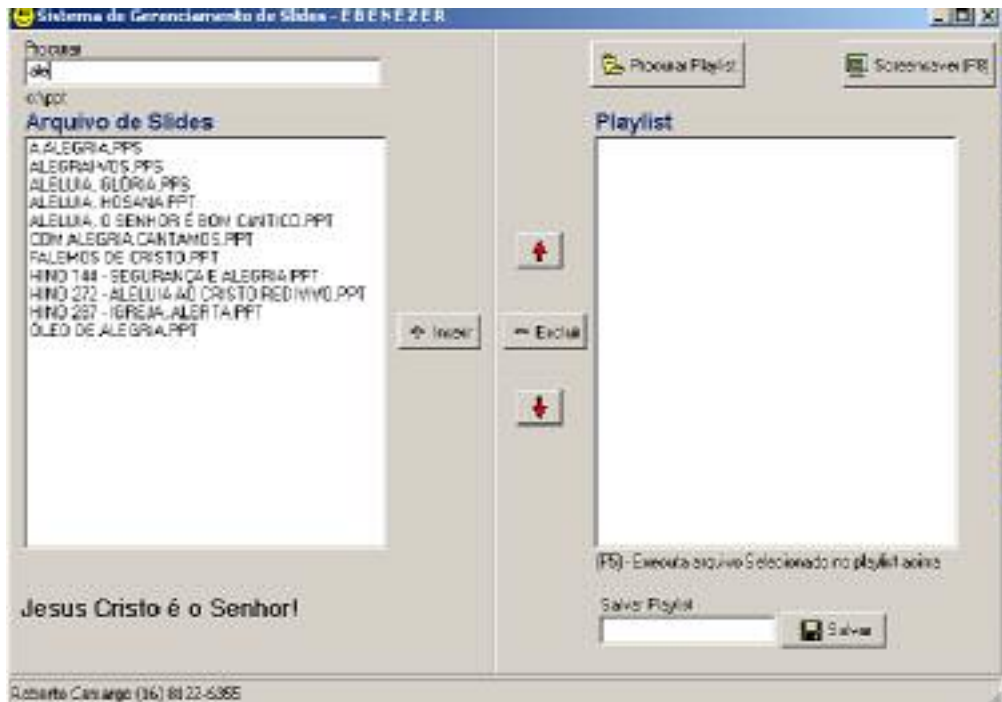 Sistema de Gerenciamento de Slides - EBENEZER
Procurar
ale
c:\ppt
Arquivo de Slides
A ALEGRIA.PPS
ALEGRAI-VOS.PPS
ALELUIA, GLÓRIA.PPS
ALELUIA, HOSANA.PPT
ALELUIA, O SENHOR É BOM CÂNTICO.PPT
COM ALEGRIA CANTAMOS.PPT
FALEMOS DE CRISTO.PPT
HINO 144 - SEGURANÇA E ALEGRIA.PPT
HINO 272 - ALELUIA AO CRISTO REDIVIVO.PPT
HINO 287 - IGREJA, ALERTA.PPT
ÓLEO DE ALEGRIA.PPT
Inserir
Excluir
Procurar Playlist
Screensaver (F8)
Playlist
(F5) - Executa arquivo Selecionado no playlist acima
Jesus Cristo é o Senhor!
Salvar Playlist
Salvar
Roberto Camargo (16) 8122-6355